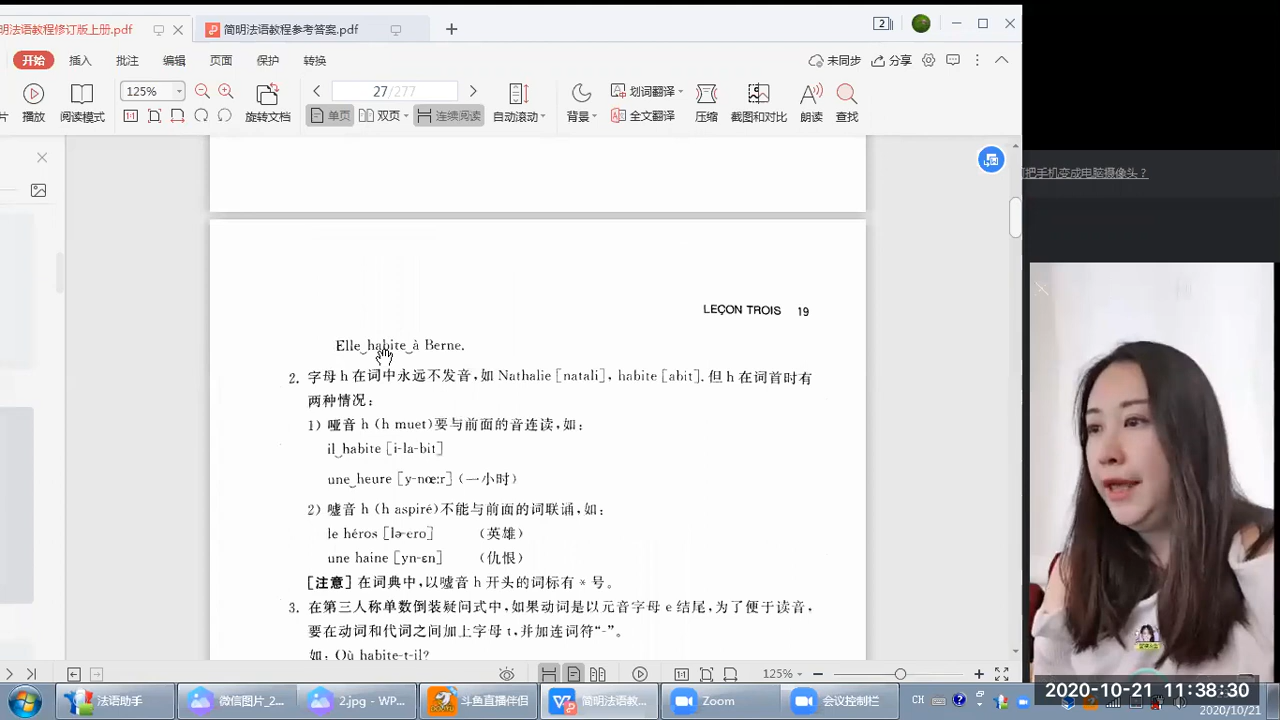 明法语教程修订版上册.pdf
简明法语教程参考答案.pdf
2
开始 插入 批注 编辑 页面 保护 转换
未同步 分享
125%
27/277
划词翻译
片 播放 阅读模式 旋转文档 单页 双页 连续阅读 自动滚动 背景 全文翻译 压缩 截图和对比 朗读 查找
把手机变成电脑摄像头？
LEÇON TROIS 19
Elle habite à Berne.
2. 字母 h 在词中永远不发音,如 Nathalie [natali], habite [abit]. 但 h 在词首时有
两种情况:
1) 哑音 h (h muet)要与前面的音连读,如:
il habite [i-la-bit]
une heure [y-nœ:r] (一小时)
2) 嘘音 h (h aspiré)不能与前面的词联诵,如:
le héros [lə-ero] (英雄)
une haine [yn-ɛn] (仇恨)
[注意] 在词典中,以嘘音 h 开头的词标有 * 号。
3. 在第三人称单数倒装疑问式中,如果动词是以元音字母 e 结尾,为了便于读音,
要在动词和代词之间加上字母 t,并加连词符“-”。
如: Où habite-t-il?
125%
法语助手 微信图片_2... 2.jpg — WP... 斗鱼直播伴侣 简明法语教... Zoom 会议控制栏 CH
2020-10-21 11:38:30
2020/10/21